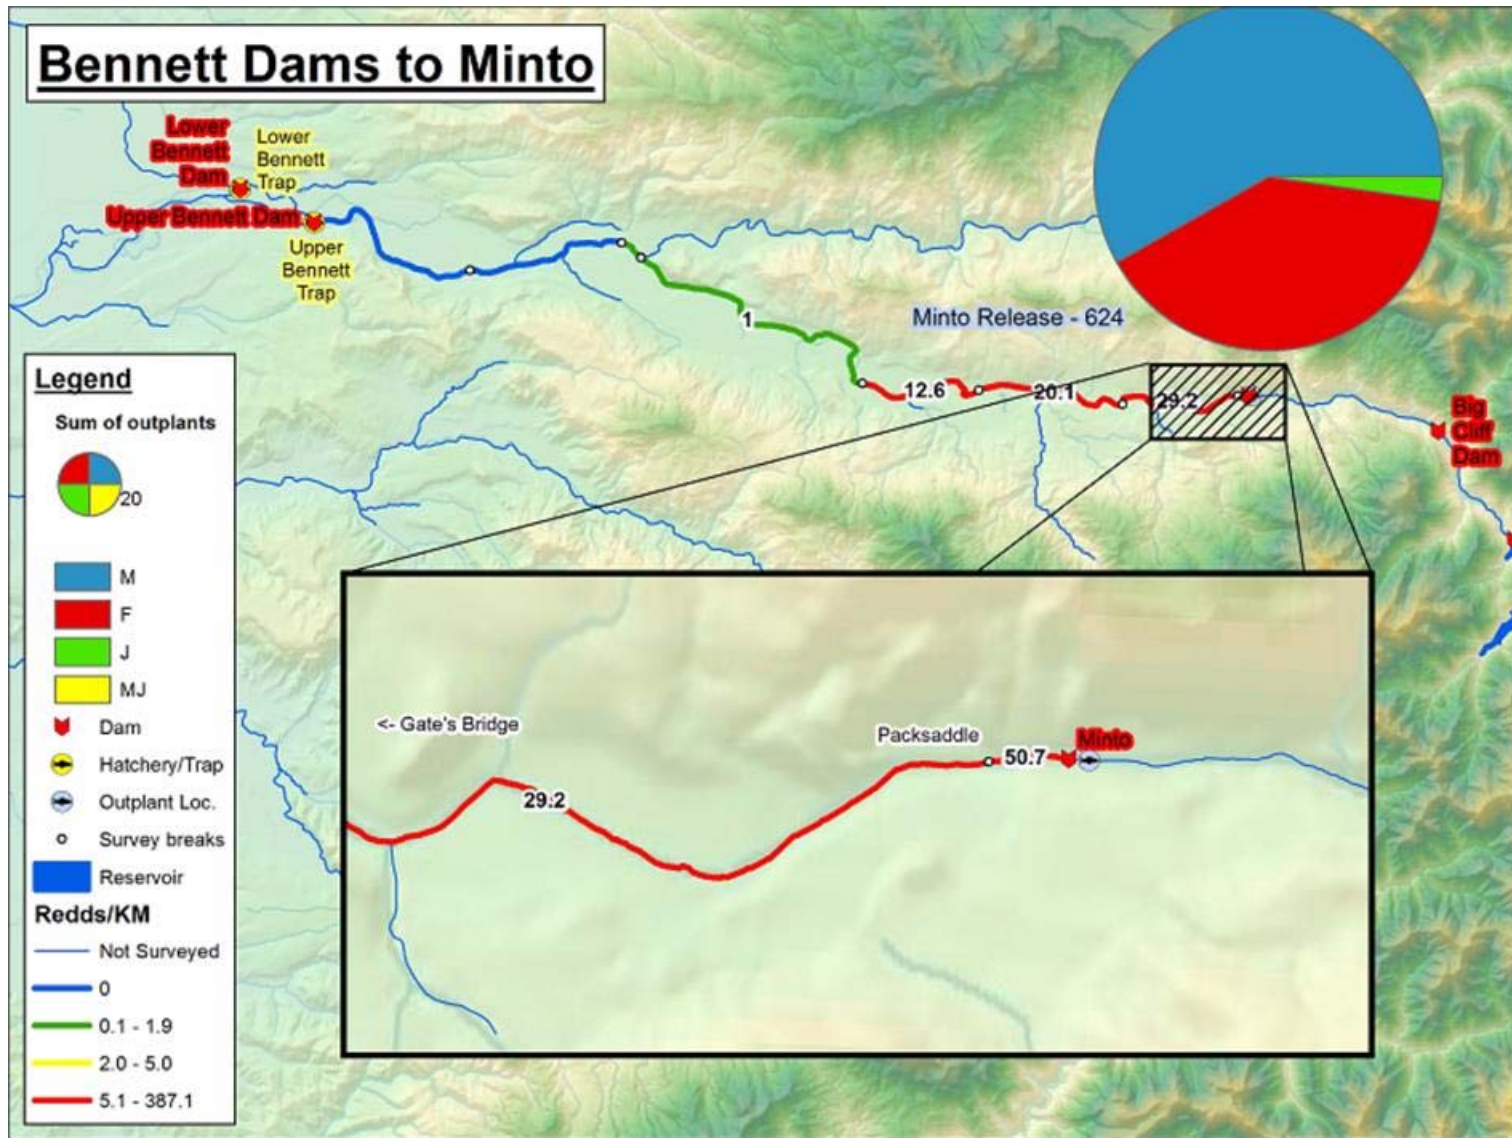 Bennett Dams to Minto
Lower
Bennett
Dam
Lower
Bennett
Trap
Upper Bennett Dam
Upper
Bennett
Trap
1
Minto Release - 624
12.6
20.1
29.2
Big
Cliff
Dam
Legend
Sum of outplants
20
M
F
J
MJ
Dam
Hatchery/Trap
Outplant Loc.
Survey breaks
Reservoir
Redds/KM
Not Surveyed
0
0.1 - 1.9
2.0 - 5.0
5.1 - 387.1
<- Gate's Bridge
Packsaddle
Minto
50.7
29.2